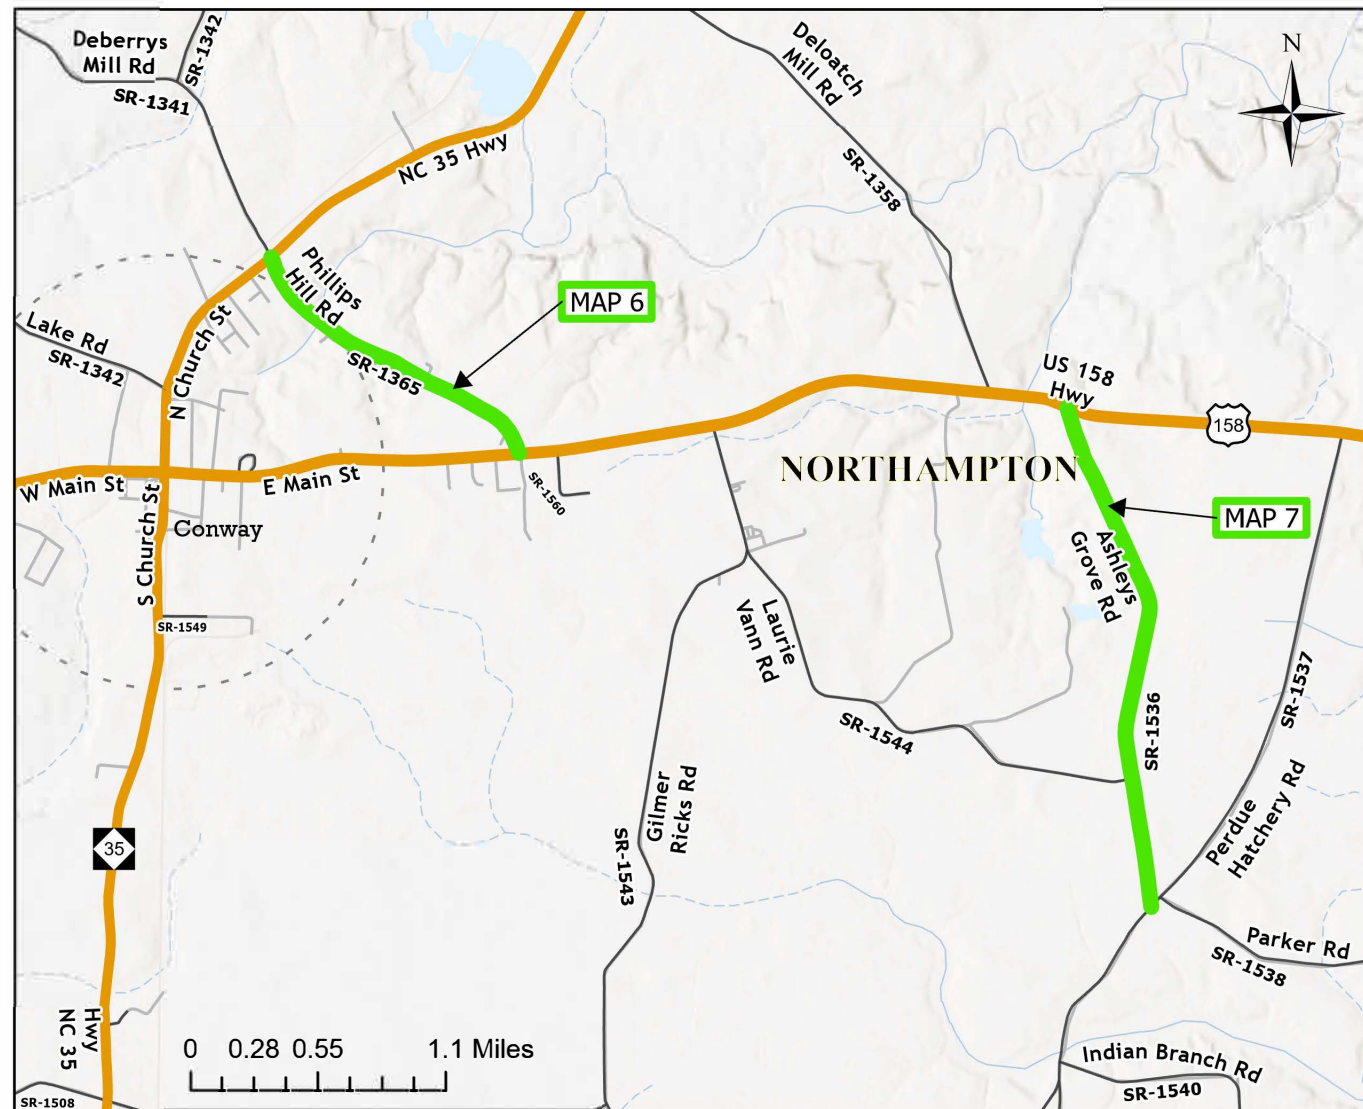 Deberrys
Mill Rd
SR-1342
SR-1341
Deloatch
Mill Rd
N
NC 35 Hwy
SR-1358
Phillips
Hill Rd
MAP 6
Lake Rd
SR-1342
N Church St
SR-1365
US 158
Hwy
158
NORTHAMPTON
W Main St
E Main St
SR-1560
MAP 7
Conway
S Church St
Ashleys
Grove Rd
SR-1549
Laurie
Vann Rd
SR-1537
SR-1536
SR-1544
Gilmer
Ricks Rd
Perdue
Hatchery Rd
35
SR-1543
Parker Rd
SR-1538
Hwy
NC 35
0 0.28 0.55 1.1 Miles
Indian Branch Rd
SR-1540
SR-1508